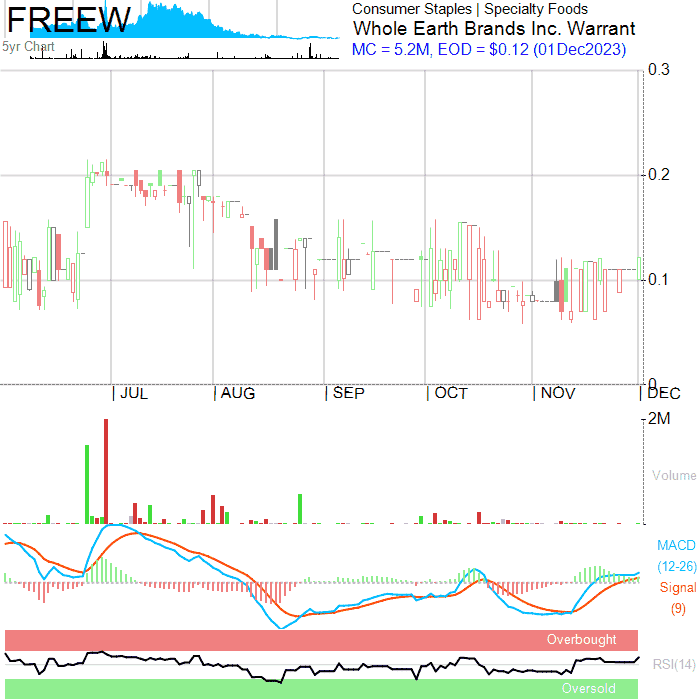 FREEW
5yr Chart
Consumer Staples | Specialty Foods
Whole Earth Brands Inc. Warrant
MC = 5.2M, EOD = $0.12 (01Dec2023)
0.3
0.2
0.1
0
JUL AUG SEP OCT NOV DEC
2M
Volume
MACD
(12-26)
Signal
(9)
Overbought
RSI(14)
Oversold